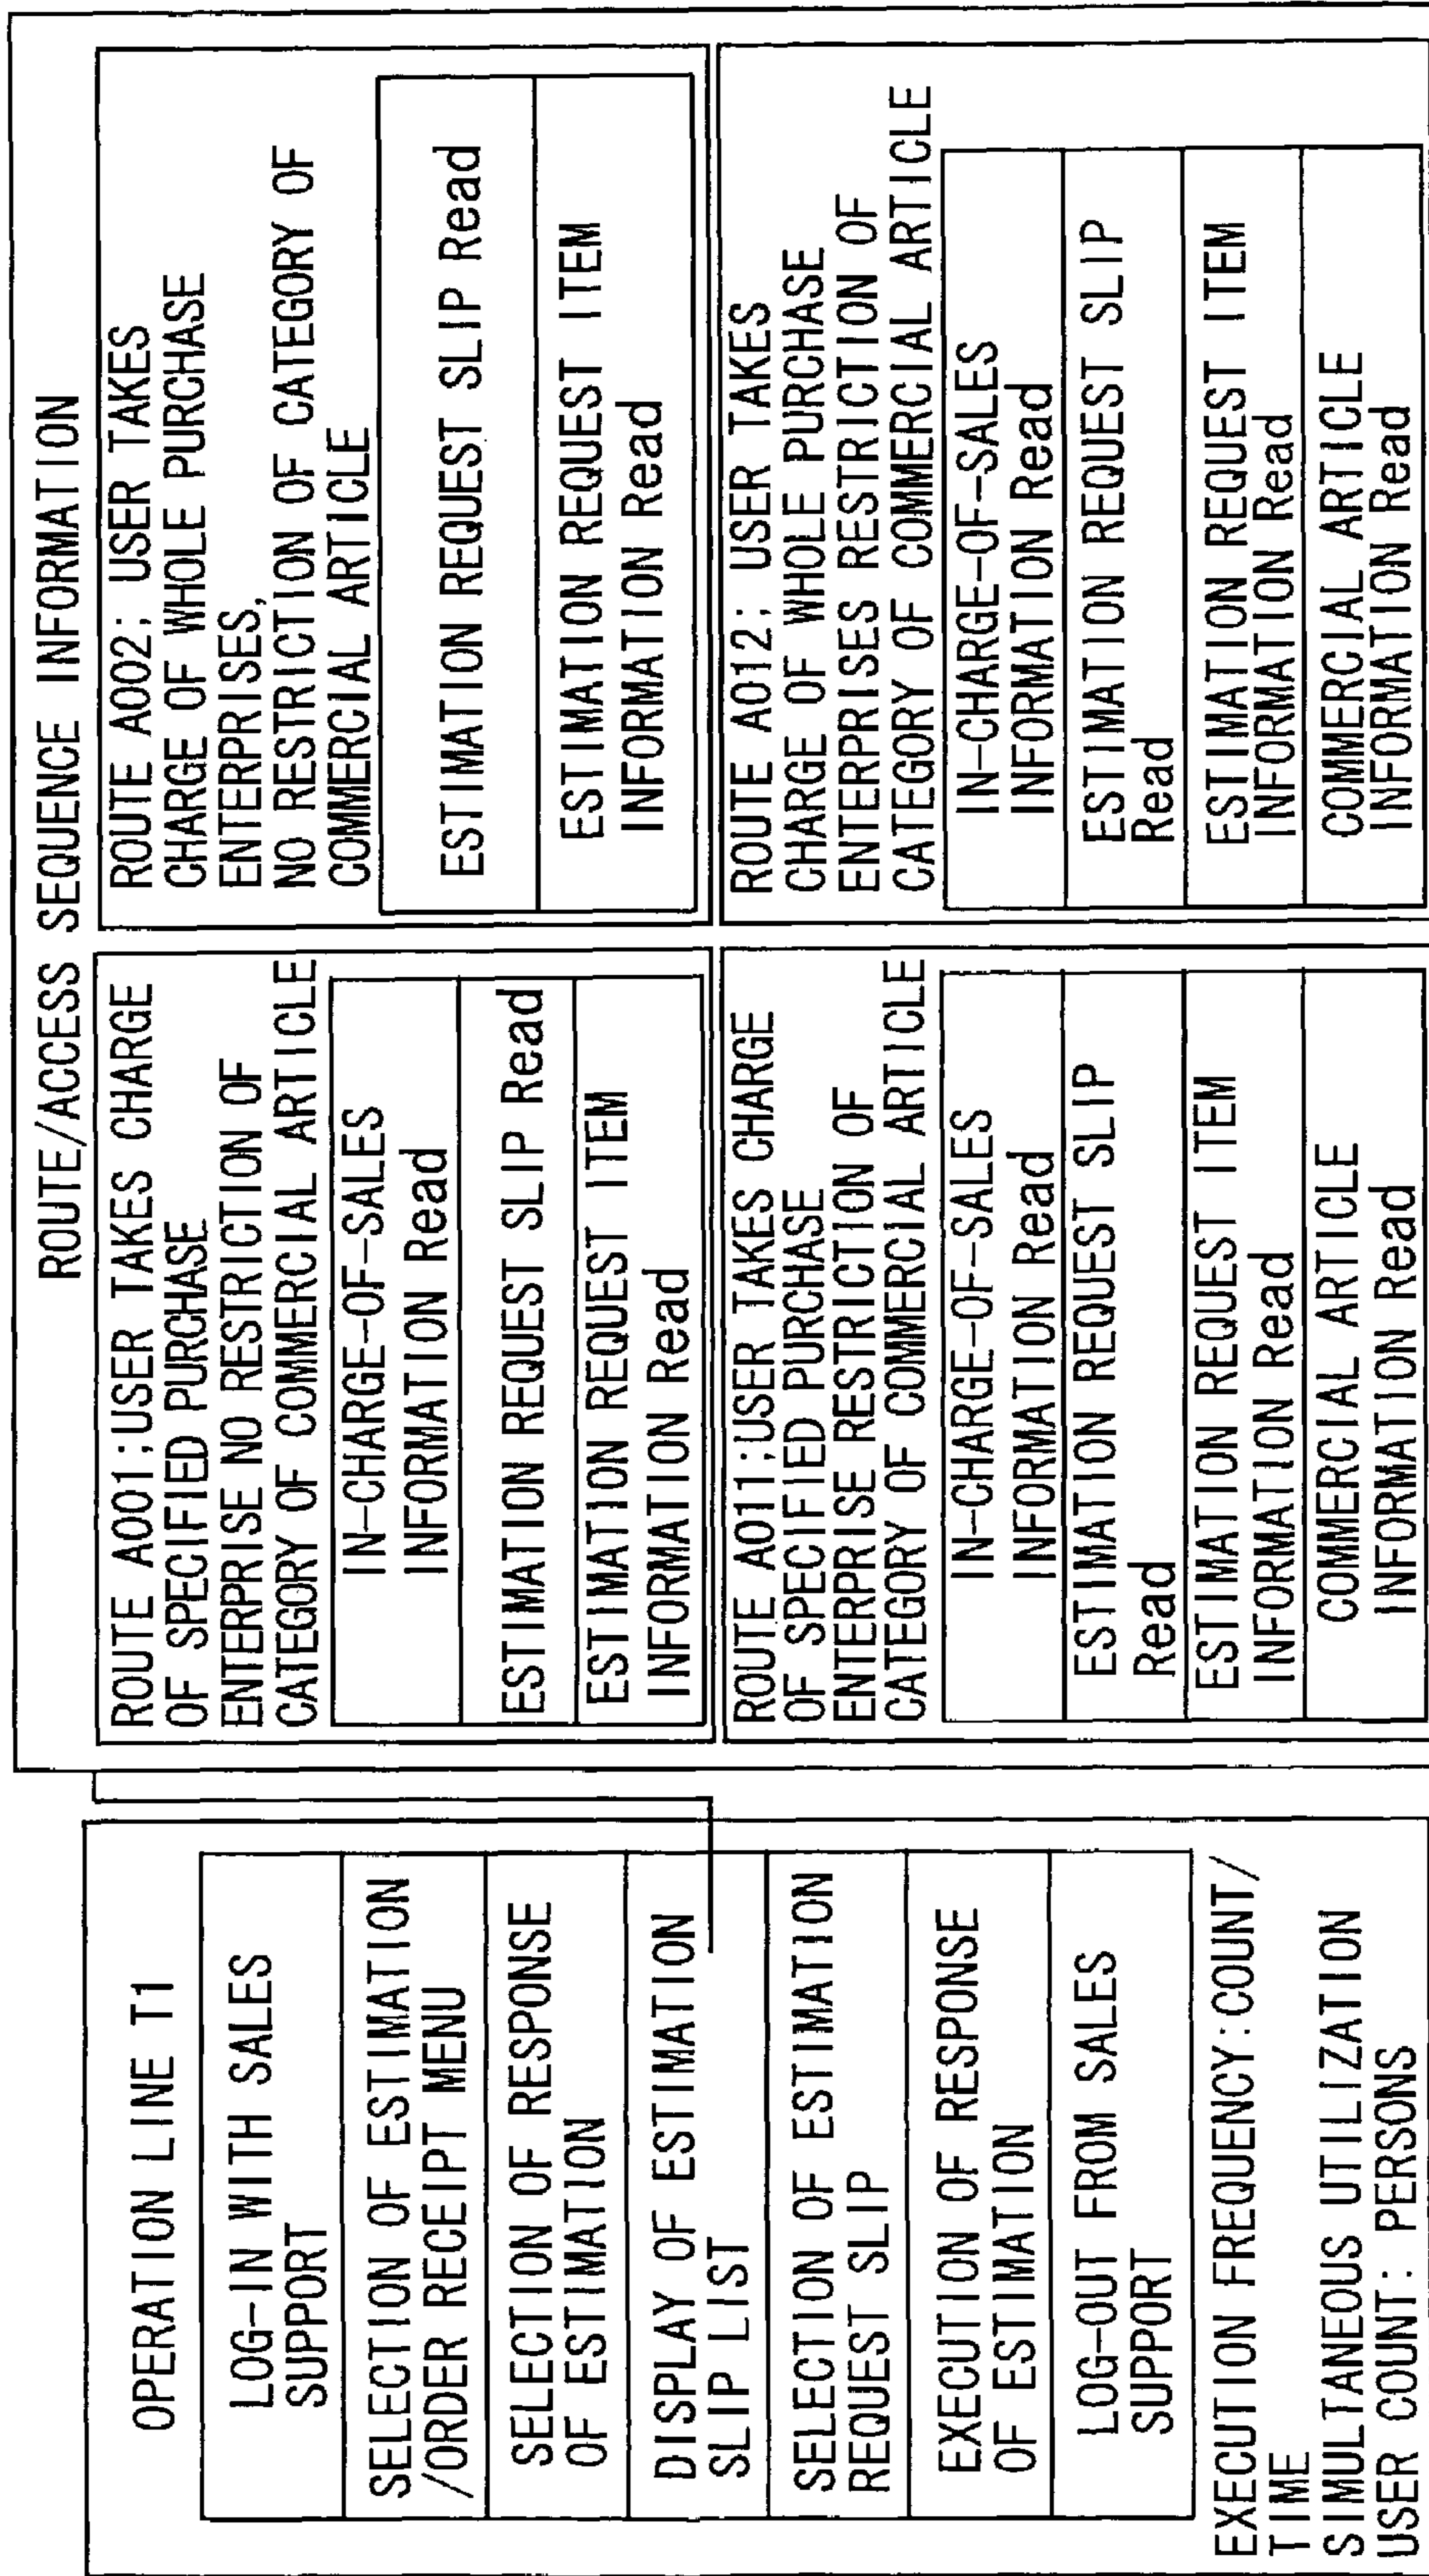 OPERATION LINE T1
LOG-IN WITH SALES
SUPPORT
SELECTION OF ESTIMATION
/ORDER RECEIPT MENU
SELECTION OF RESPONSE
OF ESTIMATION
DISPLAY OF ESTIMATION
SLIP LIST
SELECTION OF ESTIMATION
REQUEST SLIP
EXECUTION OF RESPONSE
OF ESTIMATION
LOG-OUT FROM SALES
SUPPORT
EXECUTION FREQUENCY:COUNT/
TIME
SIMULTANEOUS UTILIZATION
USER COUNT: PERSONS
ROUTE/ACCESS SEQUENCE INFORMATION
ROUTE A001;USER TAKES CHARGE
OF SPECIFIED PURCHASE
ENTERPRISE NO RESTRICTION OF
CATEGORY OF COMMERCIAL ARTICLE
IN-CHARGE-OF-SALES
INFORMATION Read
ESTIMATION REQUEST SLIP Read
ESTIMATION REQUEST ITEM
INFORMATION Read
ROUTE A002; USER TAKES
CHARGE OF WHOLE PURCHASE
ENTERPRISES,
NO RESTRICTION OF CATEGORY OF
COMMERCIAL ARTICLE
ESTIMATION REQUEST SLIP Read
ESTIMATION REQUEST ITEM
INFORMATION Read
ROUTE A011;USER TAKES CHARGE
OF SPECIFIED PURCHASE
ENTERPRISE RESTRICTION OF
CATEGORY OF COMMERCIAL ARTICLE
IN-CHARGE-OF-SALES
INFORMATION Read
ESTIMATION REQUEST SLIP
Read
ESTIMATION REQUEST ITEM
INFORMATION Read
COMMERCIAL ARTICLE
INFORMATION Read
ROUTE A012; USER TAKES
CHARGE OF WHOLE PURCHASE
ENTERPRISES RESTRICTION OF
CATEGORY OF COMMERCIAL ARTICLE
IN-CHARGE-OF-SALES
INFORMATION Read
ESTIMATION REQUEST SLIP
Read
ESTIMATION REQUEST ITEM
INFORMATION Read
COMMERCIAL ARTICLE
INFORMATION Read